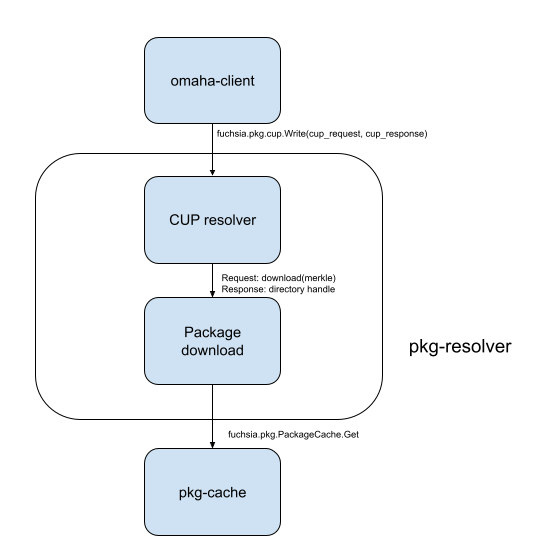 omaha-client
fuchsia.pkg.cup.Write(cup_request, cup_response)
CUP resolver
Request: download(merkle)
Response: directory handle
Package
download
pkg-resolver
fuchsia.pkg.PackageCache.Get
pkg-cache